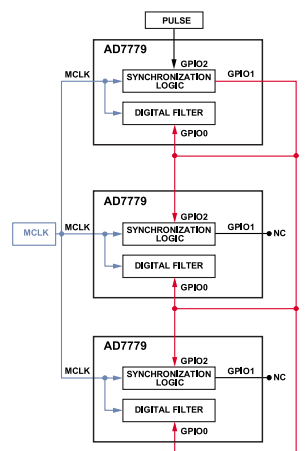 PULSE
AD7779
GPIO2
MCLK
SYNCHRONIZATION
LOGIC
GPIO1
DIGITAL FILTER
GPIO0
AD7779
GPIO2
MCLK
MCLK
SYNCHRONIZATION
LOGIC
GPIO1
NC
DIGITAL FILTER
GPIO0
AD7779
GPIO2
MCLK
SYNCHRONIZATION
LOGIC
GPIO1
NC
DIGITAL FILTER
GPIO0